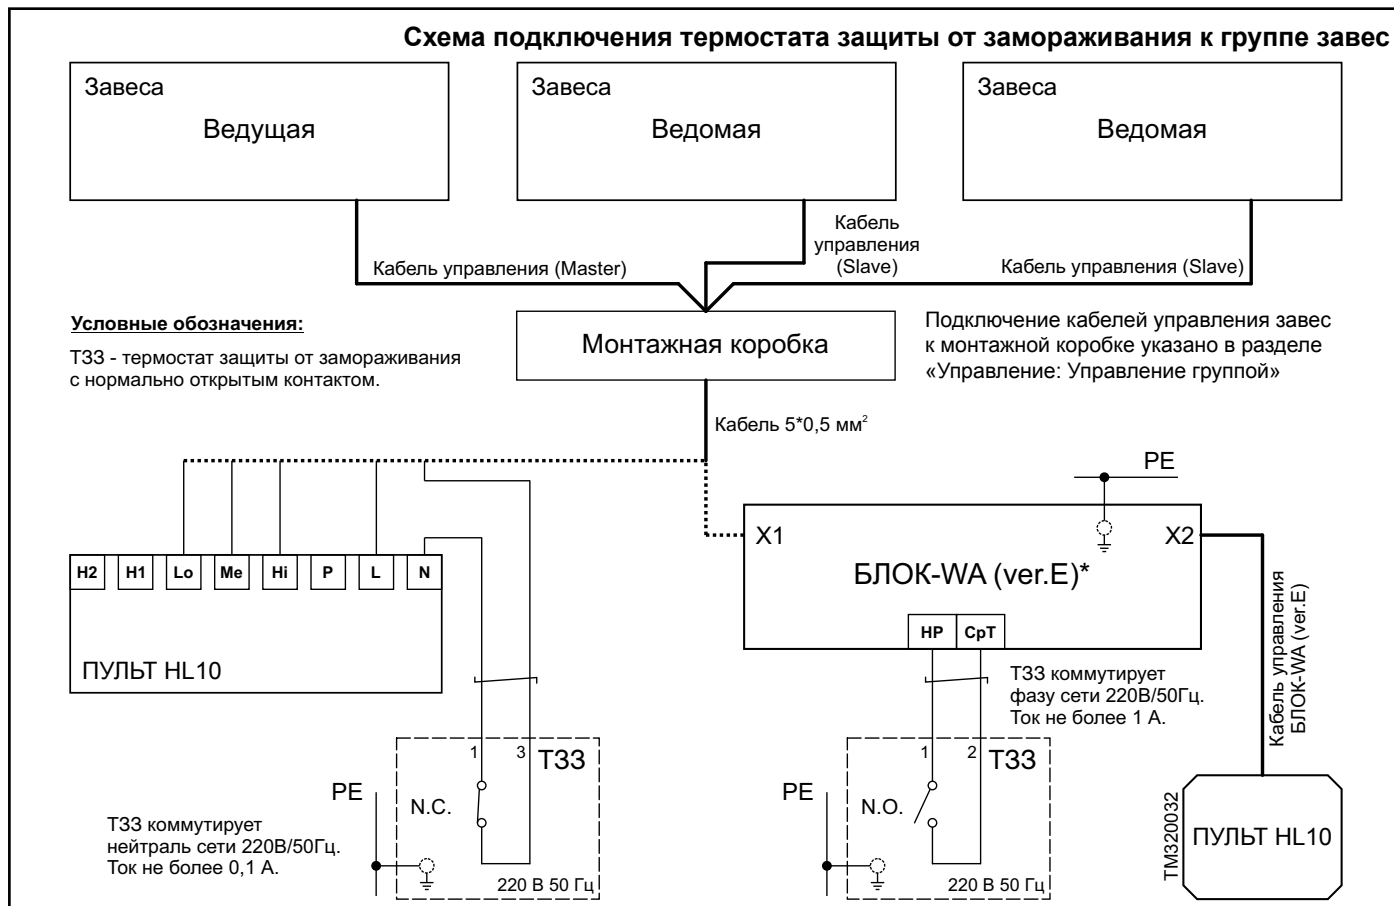 Схема подключения термостата защиты от замораживания к группе завес
Завеса
Ведущая
Завеса
Ведомая
Завеса
Ведомая
Кабель управления (Master)
Кабель
управления
(Slave)
Кабель управления (Slave)
Условные обозначения:
ТЗЗ - термостат защиты от замораживания
с нормально открытым контактом.
Монтажная коробка
Подключение кабелей управления завес
к монтажной коробке указано в разделе
«Управление: Управление группой»
Кабель 5*0,5 мм²
PE
X1
X2
БЛОК-WA (ver.E)*
HP
СрТ
H2 H1 Lo Me Hi P L N
ПУЛЬТ HL10
ТЗЗ коммутирует
фазу сети 220В/50Гц.
Ток не более 1 А.
Кабель управления
БЛОК-WA (ver.E)
1 3 ТЗЗ
PE
N.C.
220 В 50 Гц
ТЗЗ коммутирует
нейтраль сети 220В/50Гц.
Ток не более 0,1 А.
1 2 ТЗЗ
PE
N.O.
220 В 50 Гц
TM320032
ПУЛЬТ HL10